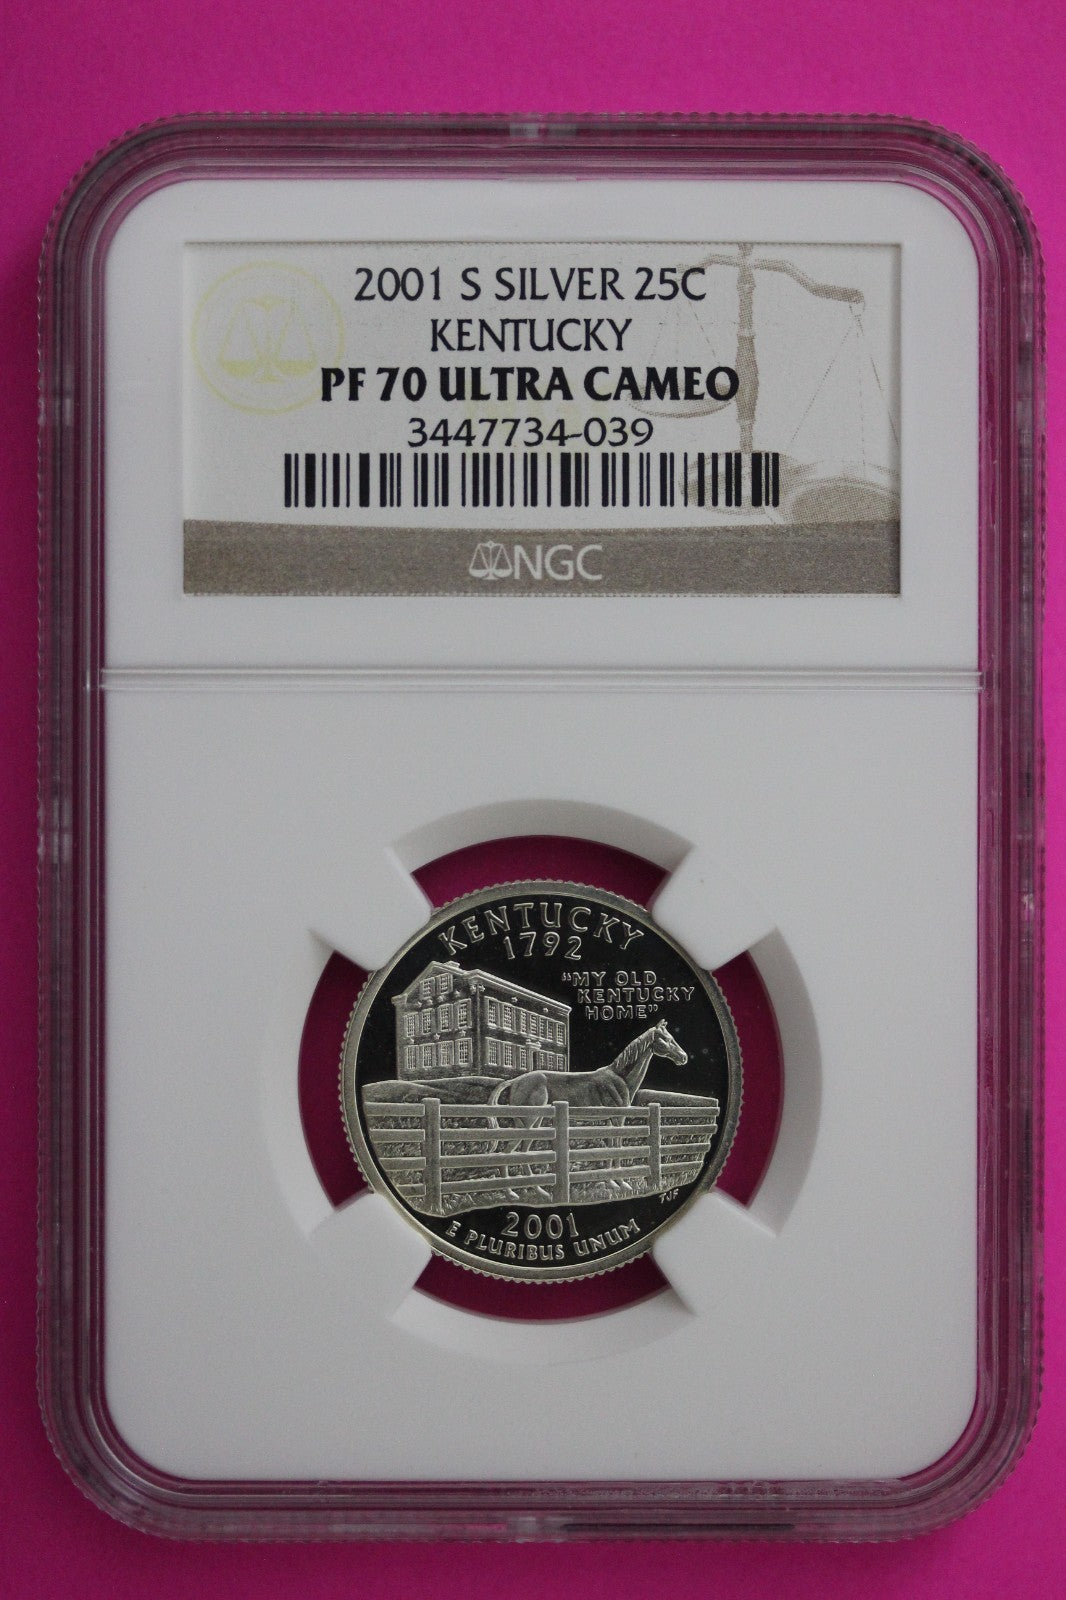 2001 S SILVER 25C
KENTUCKY
PF 70 ULTRA CAMEO
3447734-039
NGC
KENTUCKY
1792
"MY OLD
KENTUCKY
HOME"
TJF
2001
E PLURIBUS UNUM